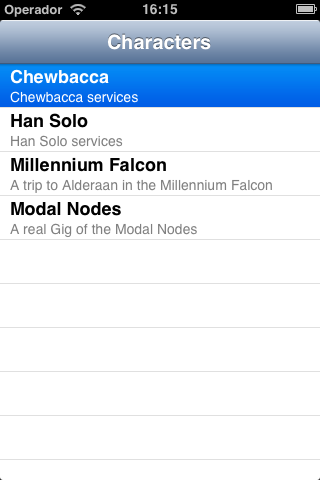 Operador 16:15
Characters
Chewbacca
Chewbacca services
Han Solo
Han Solo services
Millennium Falcon
A trip to Alderaan in the Millennium Falcon
Modal Nodes
A real Gig of the Modal Nodes